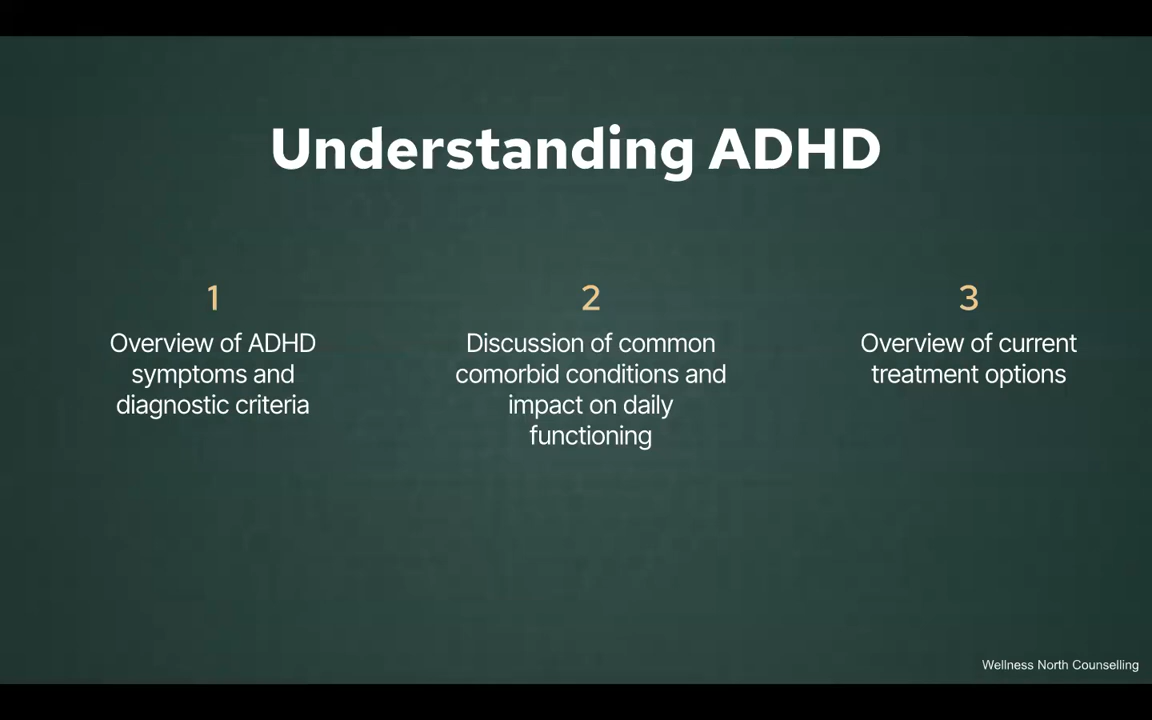 Understanding ADHD
1
Overview of ADHD
symptoms and
diagnostic criteria
2
Discussion of common
comorbid conditions and
impact on daily
functioning
3
Overview of current
treatment options
Wellness North Counselling